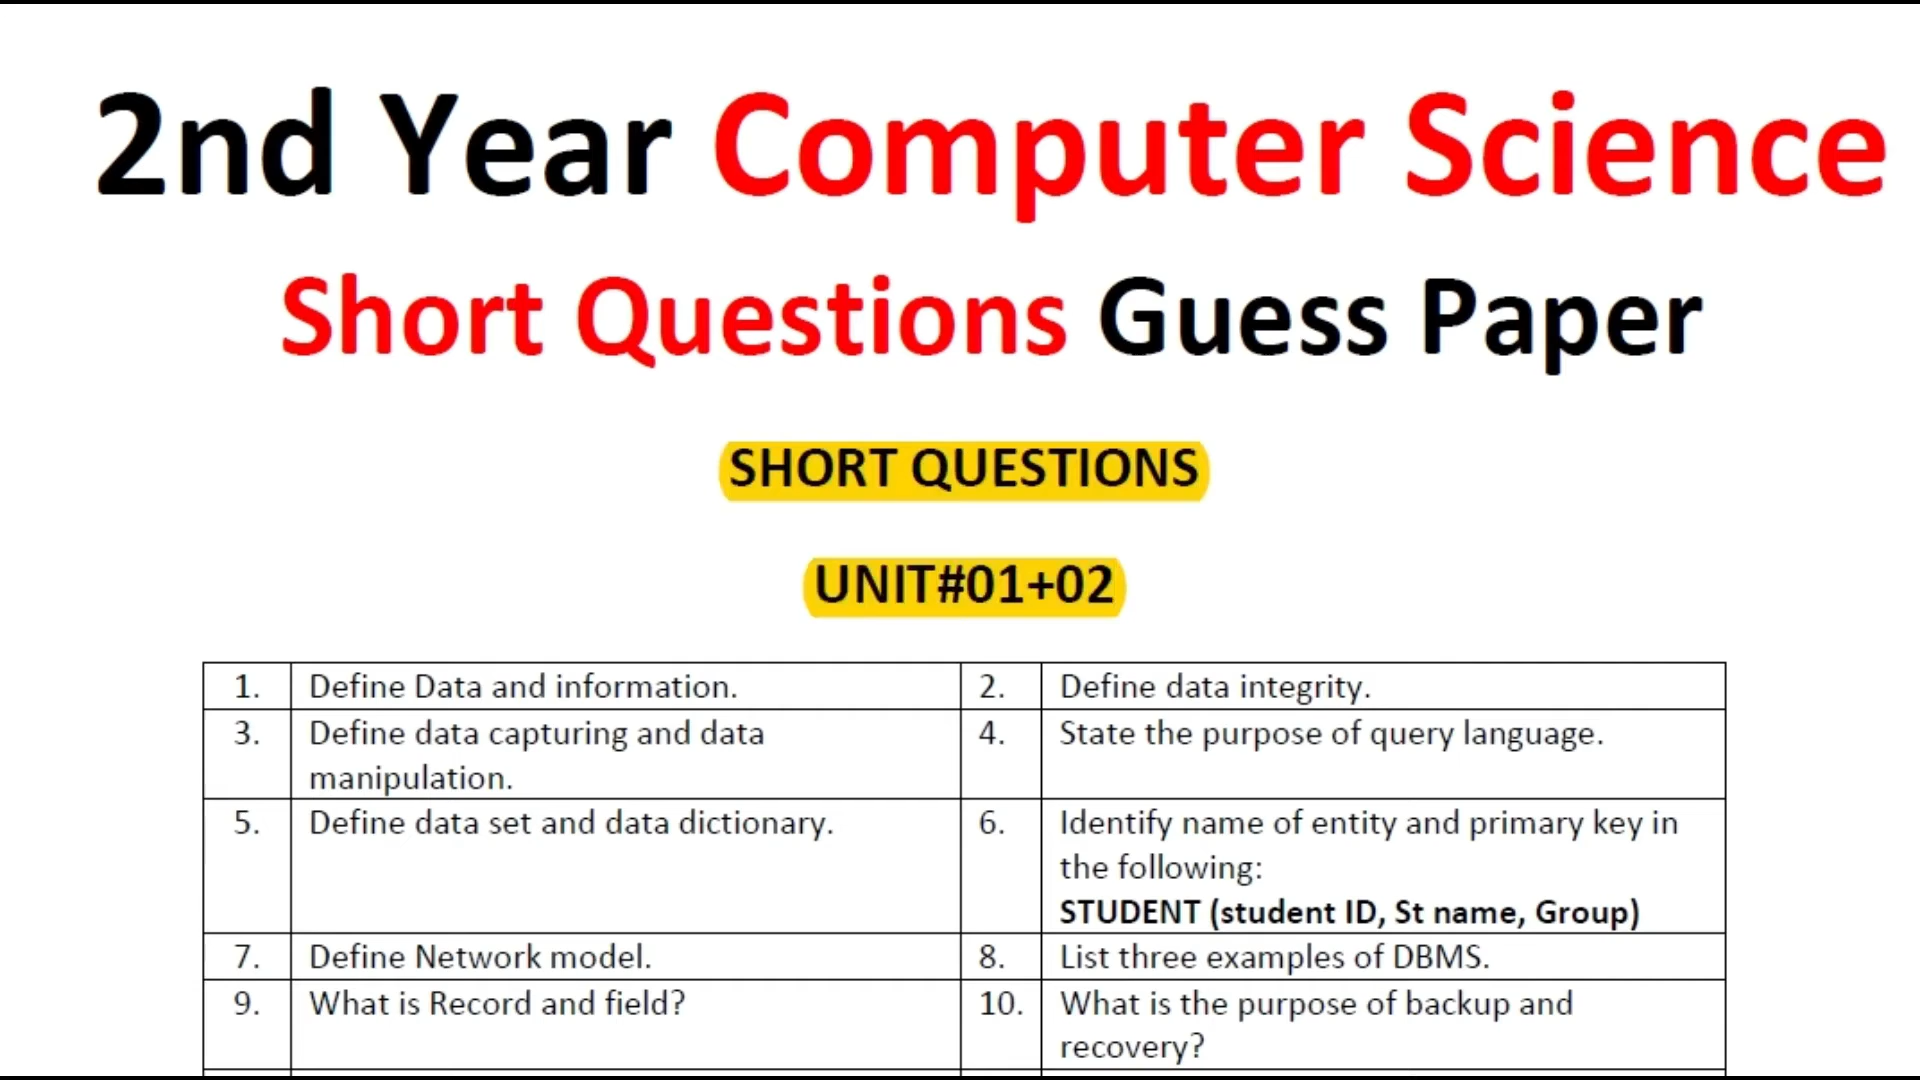 2nd Year Computer Science
Short Questions Guess Paper
SHORT QUESTIONS
UNIT#01+02
1. Define Data and information. 2. Define data integrity.
3. Define data capturing and data manipulation. 4. State the purpose of query language.
5. Define data set and data dictionary. 6. Identify name of entity and primary key in the following:
STUDENT (student ID, St name, Group)
7. Define Network model. 8. List three examples of DBMS.
9. What is Record and field? 10. What is the purpose of backup and recovery?